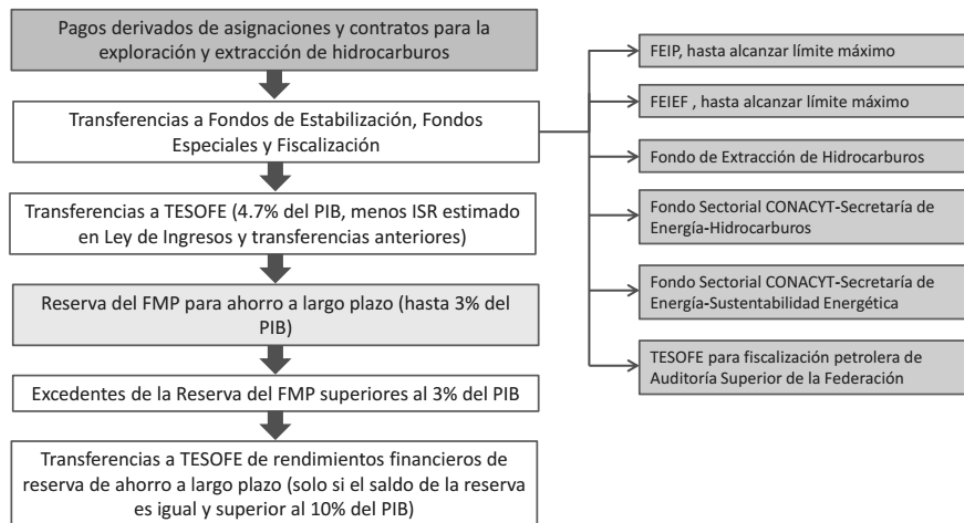 Pagos derivados de asignaciones y contratos para la
exploración y extracción de hidrocarburos
Transferencias a Fondos de Estabilización, Fondos
Especiales y Fiscalización
Transferencias a TESOFE (4.7% del PIB, menos ISR estimado
en Ley de Ingresos y transferencias anteriores)
Reserva del FMP para ahorro a largo plazo (hasta 3% del
PIB)
Excedentes de la Reserva del FMP superiores al 3% del PIB
Transferencias a TESOFE de rendimientos financieros de
reserva de ahorro a largo plazo (solo si el saldo de la reserva
es igual y superior al 10% del PIB)
FEIP, hasta alcanzar límite máximo
FEIEF , hasta alcanzar límite máximo
Fondo de Extracción de Hidrocarburos
Fondo Sectorial CONACYT-Secretaría de
Energía-Hidrocarburos
Fondo Sectorial CONACYT-Secretaría de
Energía-Sustentabilidad Energética
TESOFE para fiscalización petrolera de
Auditoría Superior de la Federación